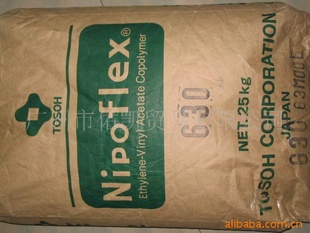 TOSOH
Nipoflex®
Ethylene-Vinyl Acetate Copolymer
630
NET. 25kg
TOSOH CORPORATION
JAPAN
alibaba.com.cn